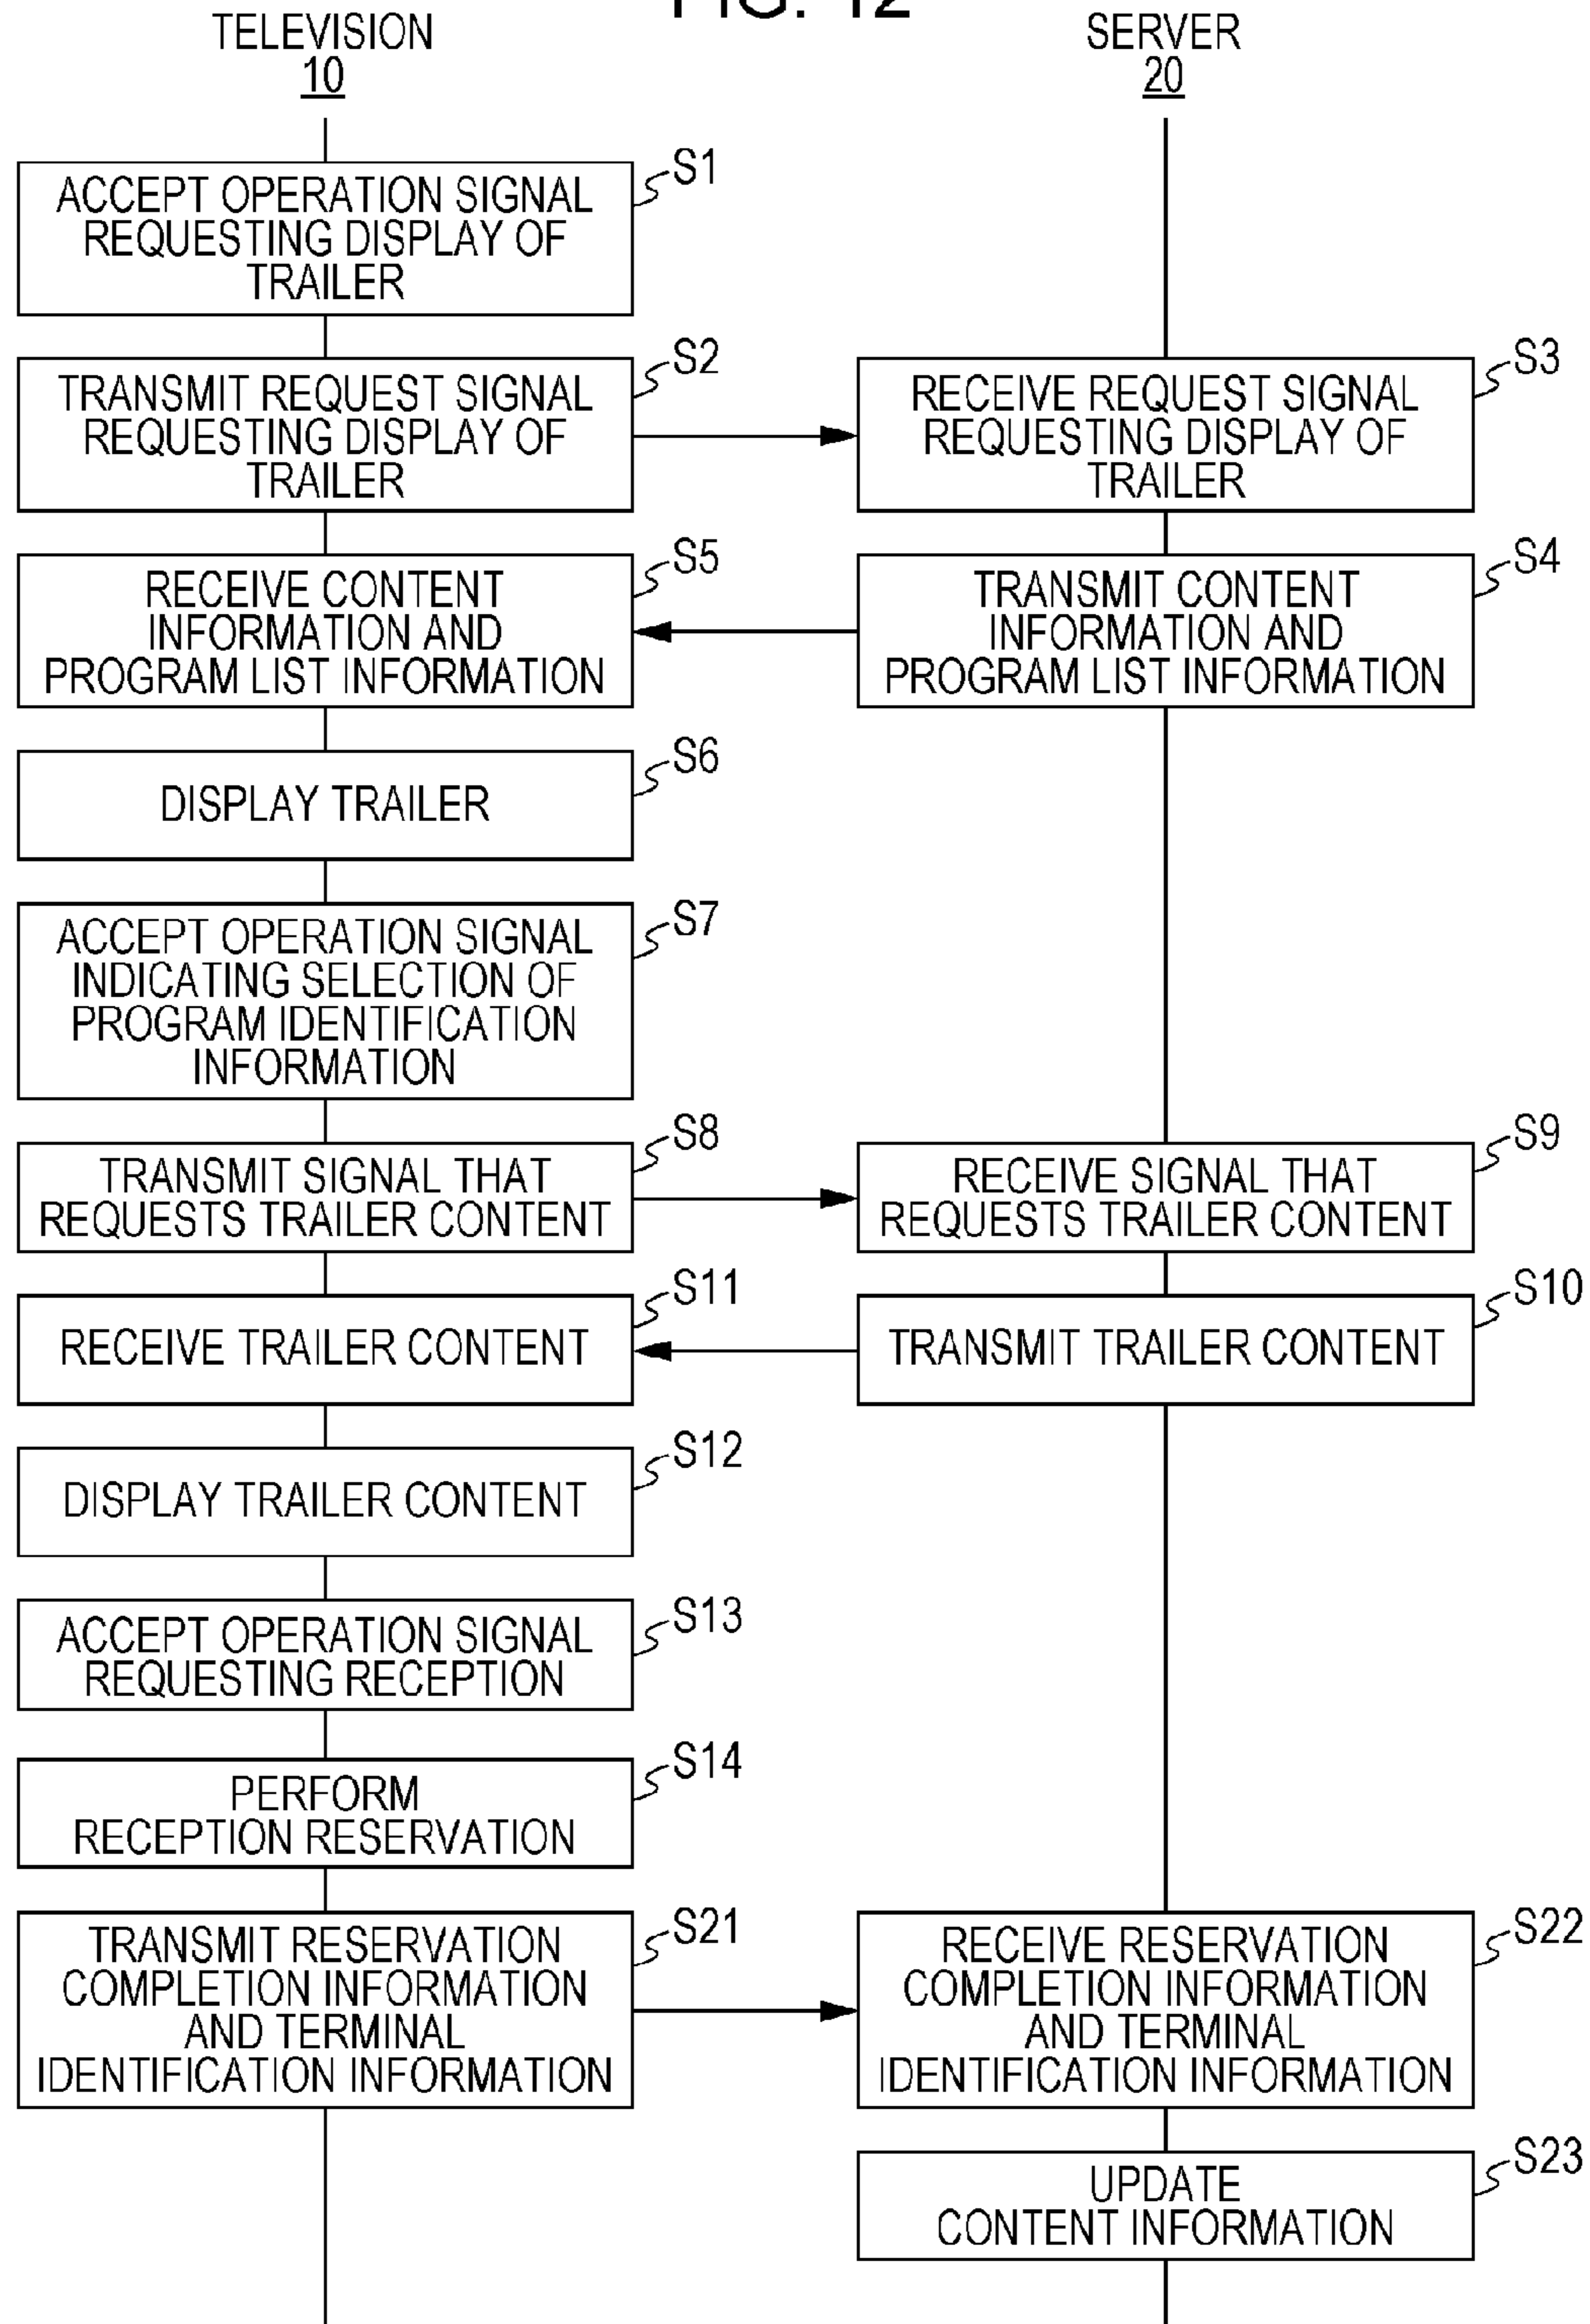 FIG. 12
TELEVISION
10
SERVER
20
ACCEPT OPERATION SIGNAL
REQUESTING DISPLAY OF
TRAILER
S1
TRANSMIT REQUEST SIGNAL
REQUESTING DISPLAY OF
TRAILER
S2
RECEIVE REQUEST SIGNAL
REQUESTING DISPLAY OF
TRAILER
S3
RECEIVE CONTENT
INFORMATION AND
PROGRAM LIST INFORMATION
S5
TRANSMIT CONTENT
INFORMATION AND
PROGRAM LIST INFORMATION
S4
DISPLAY TRAILER
S6
ACCEPT OPERATION SIGNAL
INDICATING SELECTION OF
PROGRAM IDENTIFICATION
INFORMATION
S7
TRANSMIT SIGNAL THAT
REQUESTS TRAILER CONTENT
S8
RECEIVE SIGNAL THAT
REQUESTS TRAILER CONTENT
S9
RECEIVE TRAILER CONTENT
S11
TRANSMIT TRAILER CONTENT
S10
DISPLAY TRAILER CONTENT
S12
ACCEPT OPERATION SIGNAL
REQUESTING RECEPTION
S13
PERFORM
RECEPTION RESERVATION
S14
TRANSMIT RESERVATION
COMPLETION INFORMATION
AND TERMINAL
IDENTIFICATION INFORMATION
S21
RECEIVE RESERVATION
COMPLETION INFORMATION
AND TERMINAL
IDENTIFICATION INFORMATION
S22
UPDATE
CONTENT INFORMATION
S23